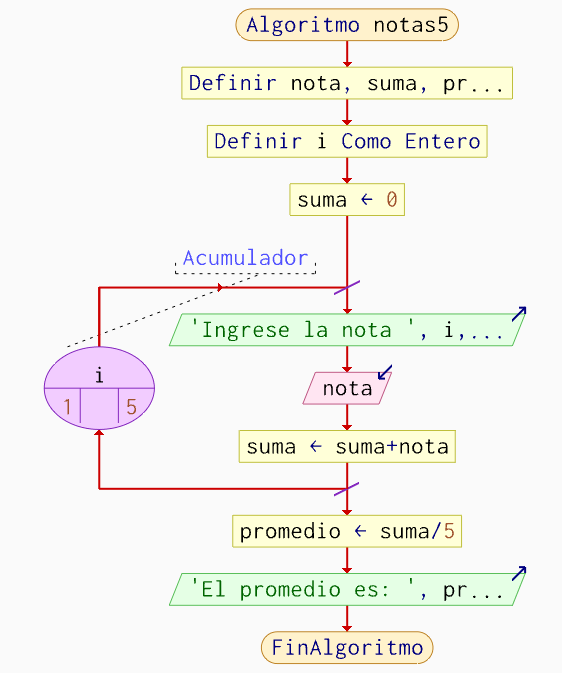 Algoritmo notas5
Definir nota, suma, pr...
Definir i Como Entero
suma ← 0
Acumulador
'Ingrese la nota ', i,...
i
1 5
nota
suma ← suma+nota
promedio ← suma/5
'El promedio es: ', pr...
FinAlgoritmo